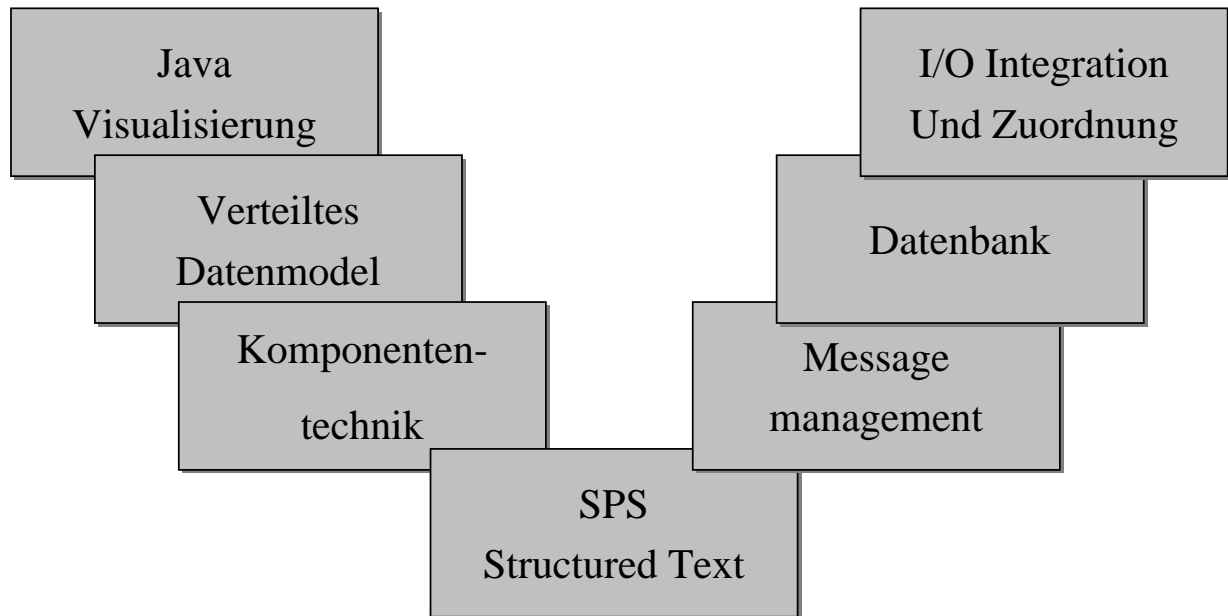 Java
Visualisierung
Verteiltes
Datenmodel
Komponenten-
technik
SPS
Structured Text
Message
management
Datenbank
I/O Integration
Und Zuordnung